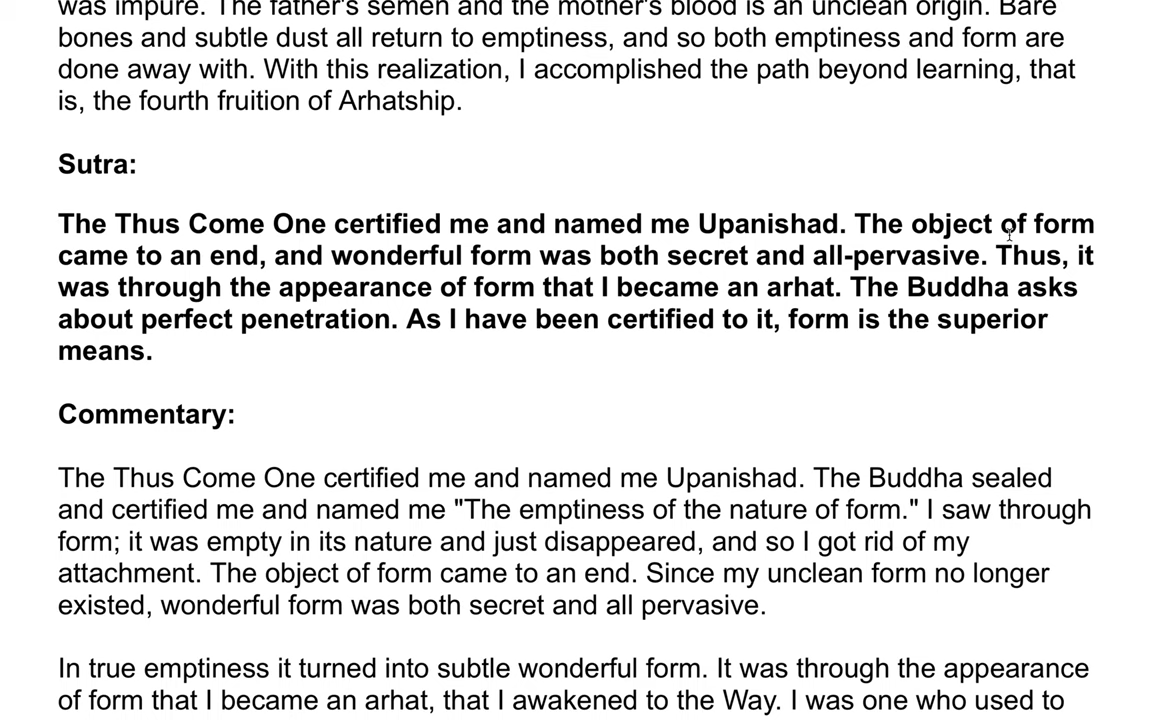 was impure. The father's semen and the mother's blood is an unclean origin. Bare
bones and subtle dust all return to emptiness, and so both emptiness and form are
done away with. With this realization, I accomplished the path beyond learning, that
is, the fourth fruition of Arhatship.
Sutra:
The Thus Come One certified me and named me Upanishad. The object of form
came to an end, and wonderful form was both secret and all-pervasive. Thus, it
was through the appearance of form that I became an arhat. The Buddha asks
about perfect penetration. As I have been certified to it, form is the superior
means.
Commentary:
The Thus Come One certified me and named me Upanishad. The Buddha sealed
and certified me and named me "The emptiness of the nature of form." I saw through
form; it was empty in its nature and just disappeared, and so I got rid of my
attachment. The object of form came to an end. Since my unclean form no longer
existed, wonderful form was both secret and all pervasive.
In true emptiness it turned into subtle wonderful form. It was through the appearance
of form that I became an arhat, that I awakened to the Way. I was one who used to